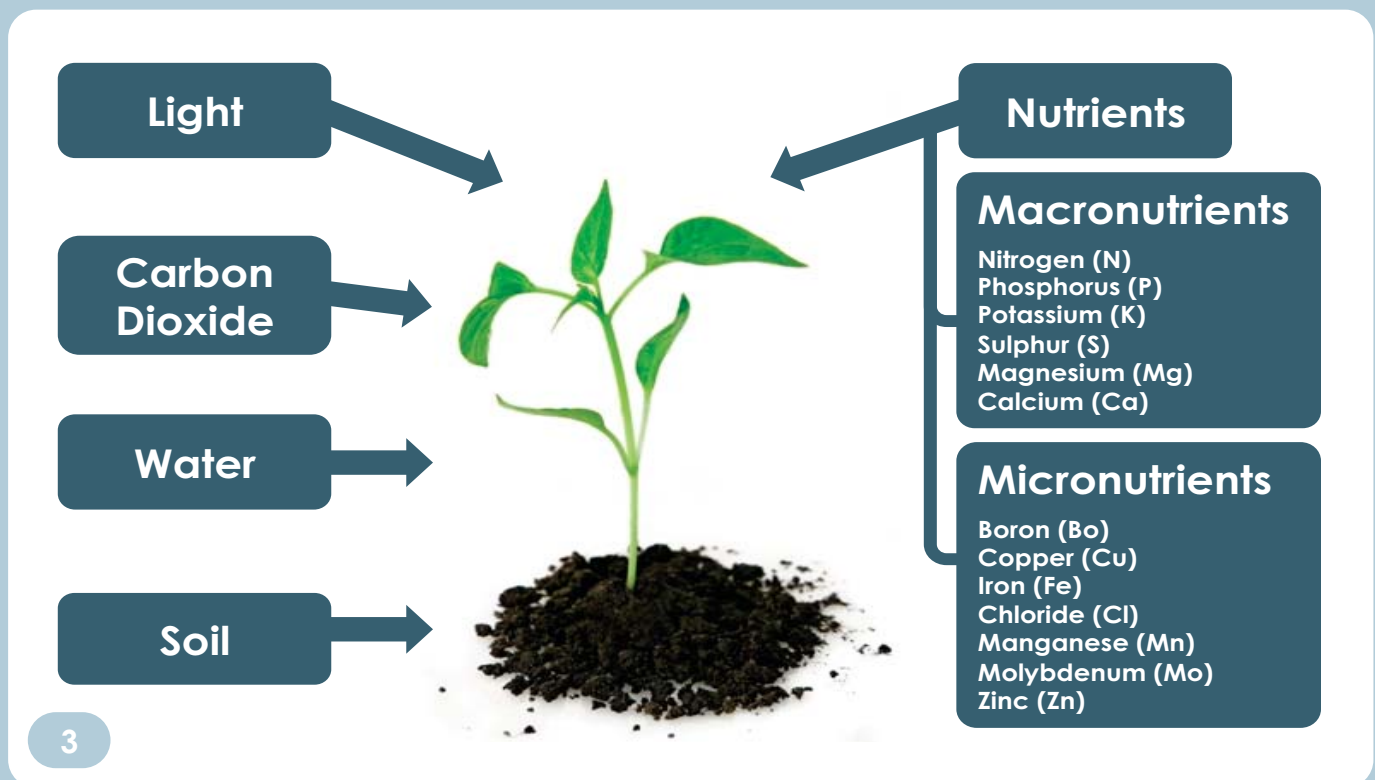 Light
Carbon
Dioxide
Water
Soil
Nutrients
Macronutrients
Nitrogen (N)
Phosphorus (P)
Potassium (K)
Sulphur (S)
Magnesium (Mg)
Calcium (Ca)
Micronutrients
Boron (Bo)
Copper (Cu)
Iron (Fe)
Chloride (Cl)
Manganese (Mn)
Molybdenum (Mo)
Zinc (Zn)
3